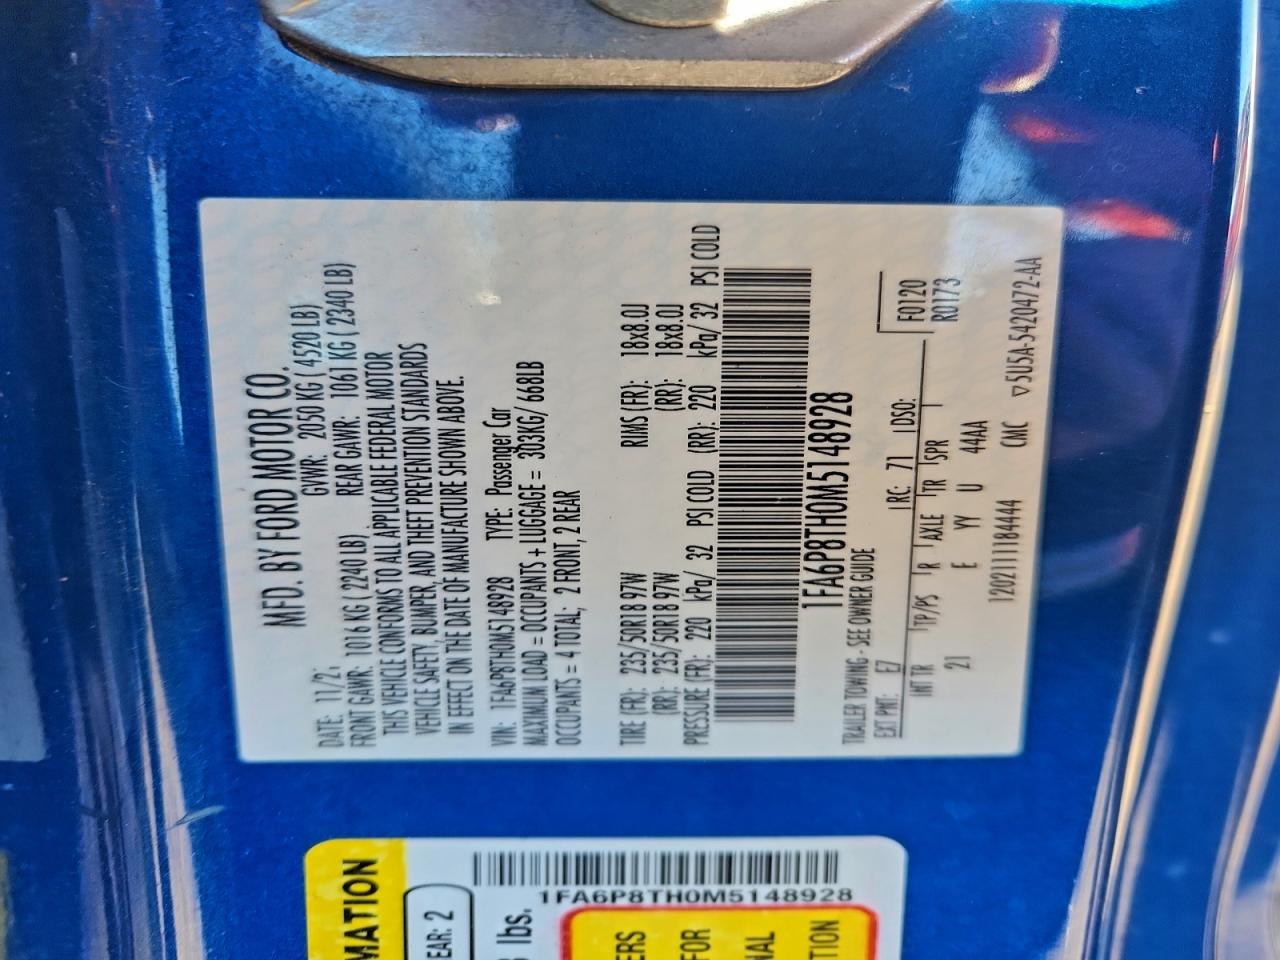 MFD. BY FORD MOTOR CO.
DATE: 11/21 GVWR: 2050 KG ( 4520 LB)
FRONT GAWR: 1016 KG ( 2240 LB) REAR GAWR: 1061 KG ( 2340 LB)
THIS VEHICLE CONFORMS TO ALL APPLICABLE FEDERAL MOTOR
VEHICLE SAFETY, BUMPER, AND THEFT PREVENTION STANDARDS
IN EFFECT ON THE DATE OF MANUFACTURE SHOWN ABOVE.
VIN: 1FA6P8TH0M5148928 TYPE: Passenger Car
MAXIMUM LOAD = OCCUPANTS + LUGGAGE = 303KG/ 668LB
OCCUPANTS = 4 TOTAL; 2 FRONT, 2 REAR
TIRE (FR): 235/50R18 97W RIMS (FR): 18x8.0J
(RR): 235/50R18 97W (RR): 18x8.0J
PRESSURE (FR): 220 kPa/ 32 PSI COLD (RR): 220 kPa/ 32 PSI COLD
1FA6P8TH0M5148928
TRAILER TOWING - SEE OWNER GUIDE
EXT PNT: E7 RC: 71 DSO: F0120
INT TR TP/PS R AXLE TR SPR R0173
21 E YY U 44AA
12021111184444 CMC ▽5U5A-5420472-AA
MATION
EAR: 2
1FA6P8TH0M5148928
lbs.
ERS
FOR
NAL
TION